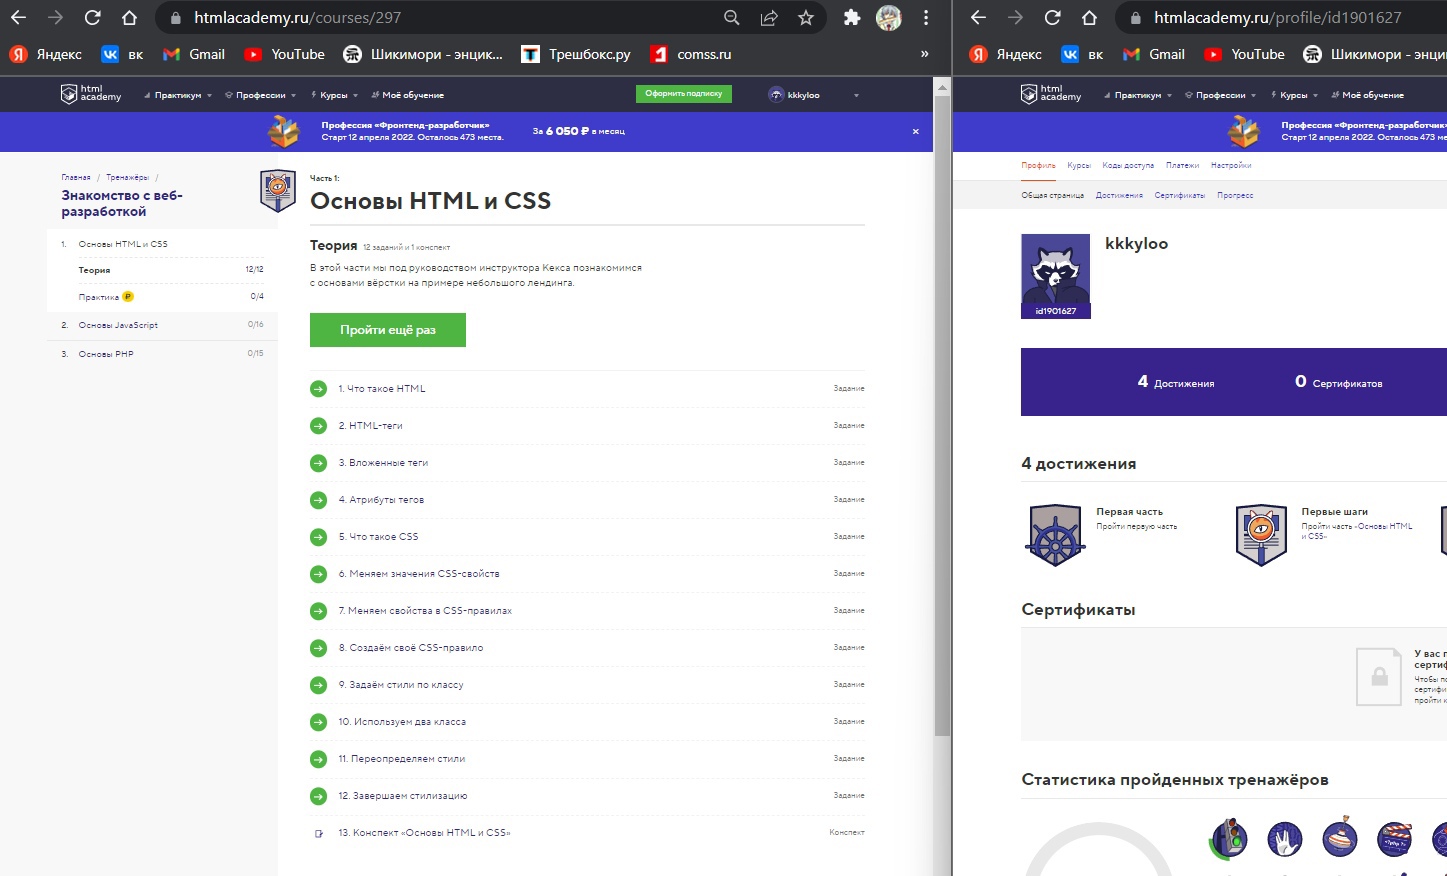 htmlacademy.ru/courses/297
Яндекс
вк
Gmail
YouTube
Шикимори - энцик...
Трешбокс.ру
comss.ru
»
html academy
Практикум
Профессии
Курсы
Моё обучение
Оформить подписку
kkkyloo
Профессия «Фронтенд-разработчик»
Старт 12 апреля 2022. Осталось 473 места.
За 6 050 ₽ в месяц
×
Главная / Тренажёры /
Знакомство с веб-
разработкой
1. Основы HTML и CSS
Теория 12/12
Практика ₽ 0/4
2. Основы JavaScript 0/16
3. Основы PHP 0/15
Часть 1:
Основы HTML и CSS
Теория 12 заданий и 1 конспект
В этой части мы под руководством инструктора Кекса познакомимся
с основами вёрстки на примере небольшого лендинга.
Пройти ещё раз
1. Что такое HTML Задание
2. HTML-теги Задание
3. Вложенные теги Задание
4. Атрибуты тегов Задание
5. Что такое CSS Задание
6. Меняем значения CSS-свойств Задание
7. Меняем свойства в CSS-правилах Задание
8. Создаём своё CSS-правило Задание
9. Задаём стили по классу Задание
10. Используем два класса Задание
11. Переопределяем стили Задание
12. Завершаем стилизацию Задание
13. Конспект «Основы HTML и CSS» Конспект
htmlacademy.ru/profile/id1901627
Яндекс
вк
Gmail
YouTube
Шикимори - энци
html academy
Практикум
Профессии
Курсы
Моё обучение
Профессия «Фронтенд-разработчик»
Старт 12 апреля 2022. Осталось 473 ме
Профиль Курсы Коды доступа Платежи Настройки
Общая страница Достижения Сертификаты Прогресс
kkkyloo
id1901627
4 Достижения
0 Сертификатов
4 достижения
Первая часть
Пройти первую часть
Первые шаги
Пройти часть «Основы HTML
и CSS»
Сертификаты
У вас п
сертиф
Чтобы по
сертифи
пройти к
Статистика пройденных тренажёров